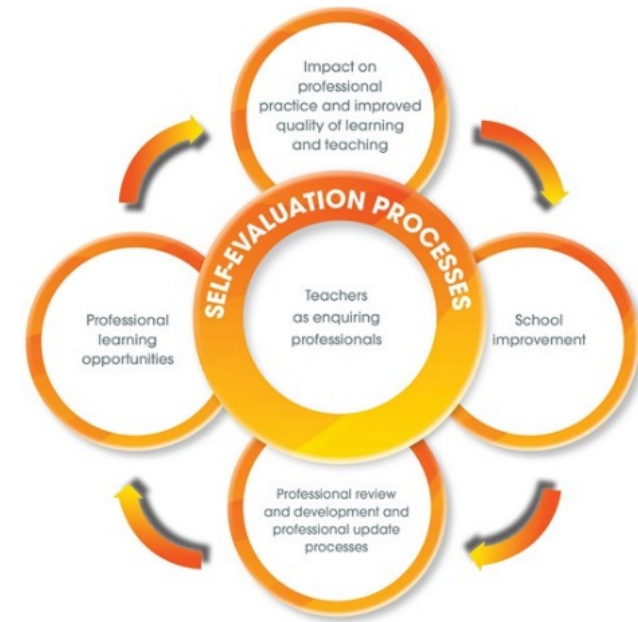 Impact on
professional
practice and improved
quality of learning
and teaching
SELF-EVALUATION PROCESSES
Teachers
as enquiring
professionals
Professional
learning
opportunities
School
improvement
Professional review
and development and
professional update
processes